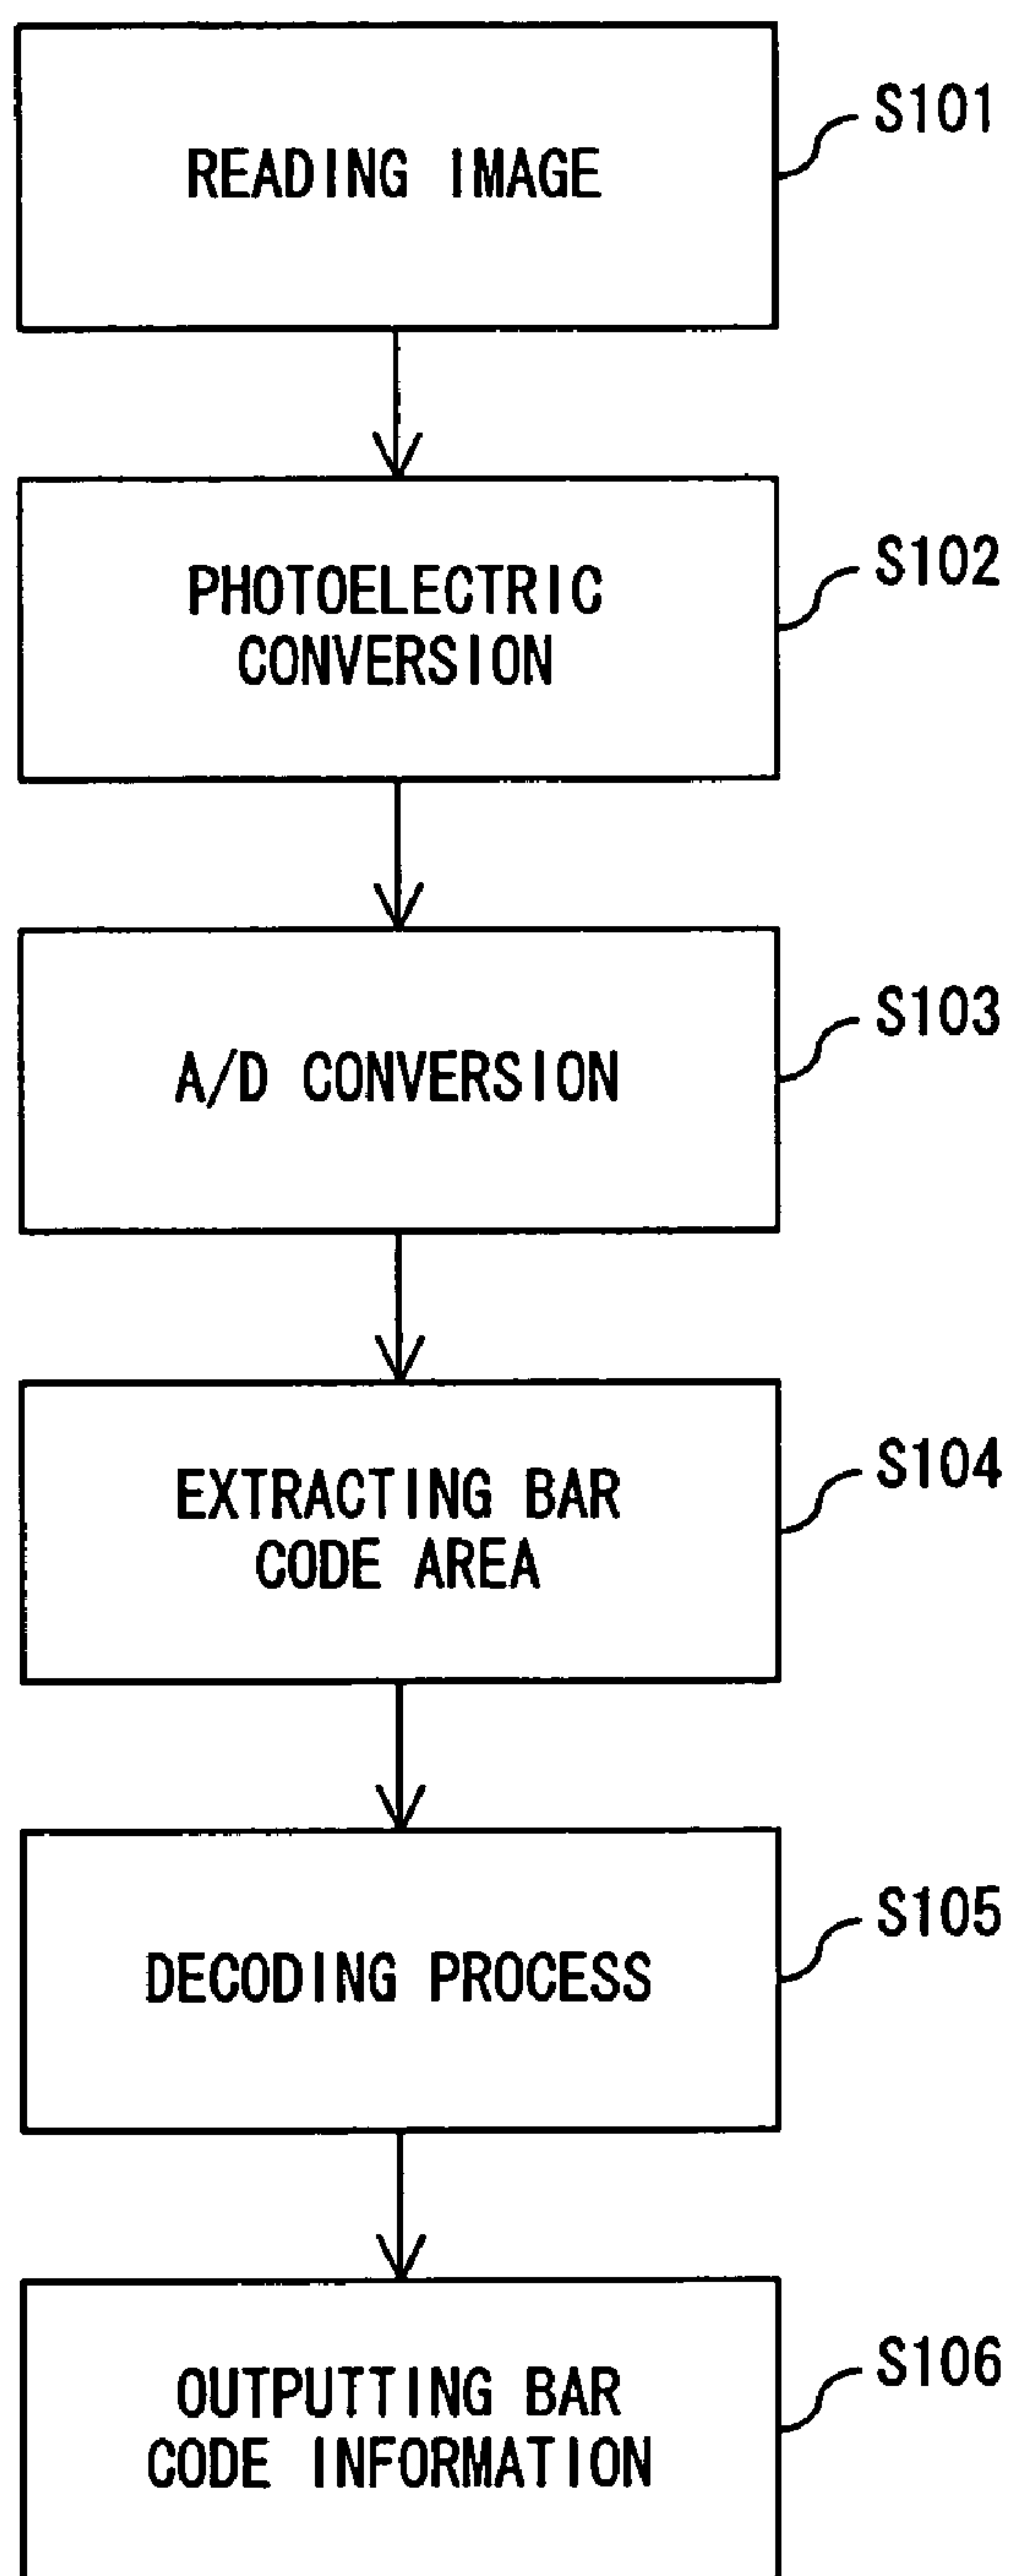 READING IMAGE
S101
PHOTOELECTRIC
CONVERSION
S102
A/D CONVERSION
S103
EXTRACTING BAR
CODE AREA
S104
DECODING PROCESS
S105
OUTPUTTING BAR
CODE INFORMATION
S106